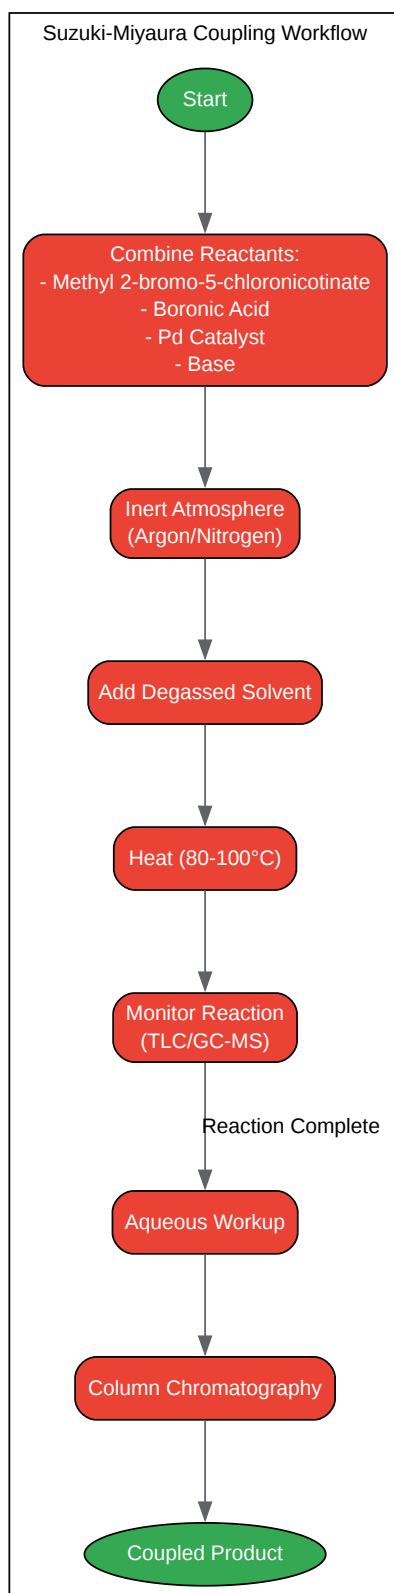 Suzuki-Miyaura Coupling Workflow
Start
Combine Reactants:
- Methyl 2-bromo-5-chloronicotinate
- Boronic Acid
- Pd Catalyst
- Base
Inert Atmosphere
(Argon/Nitrogen)
Add Degassed Solvent
Heat (80-100°C)
Monitor Reaction
(TLC/GC-MS)
Reaction Complete
Aqueous Workup
Column Chromatography
Coupled Product